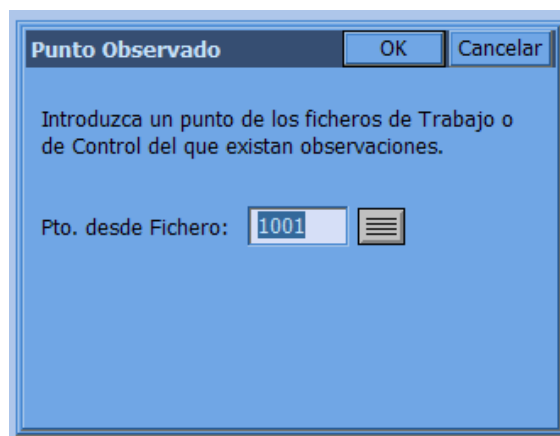 Punto Observado OK Cancelar
Introduzca un punto de los ficheros de Trabajo o
de Control del que existan observaciones.
Pto. desde Fichero: 1001